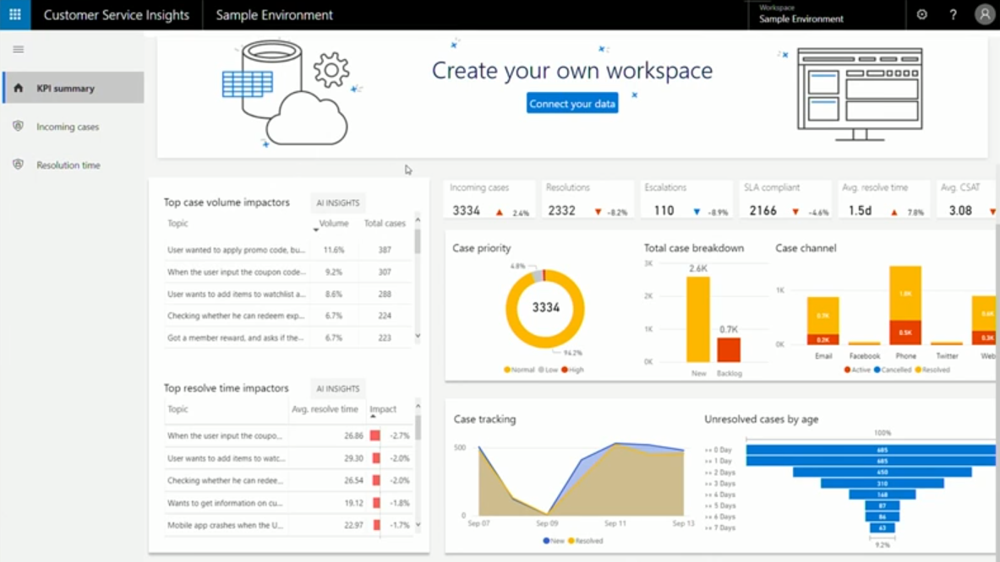 Customer Service Insights
Sample Environment
Workspace
Sample Environment
?
KPI summary
Incoming cases
Resolution time
Create your own workspace
Connect your data
Top case volume impactors
AI INSIGHTS
Topic Volume Total cases
User wanted to apply promo code, bu... 11.6% 387
When the user input the coupon code... 9.2% 307
User wants to add items to watchlist a... 8.6% 288
Checking whether he can redeem exp... 6.7% 224
Got a member reward, and asks if the... 6.7% 223
Top resolve time impactors
AI INSIGHTS
Topic Avg. resolve time Impact
When the user input the coupo... 26.86 -2.7%
User wants to add items to watc... 29.30 -2.0%
Checking whether he can redee... 26.54 -2.0%
Wants to get information on cu... 19.12 -1.8%
Mobile app crashes when the U... 22.97 -1.7%
Incoming cases
3334 2.4%
Resolutions
2332 -8.2%
Escalations
110 -8.9%
SLA compliant
2166 -4.6%
Avg. resolve time
1.5d 7.8%
Avg. CSAT
3.08
Case priority
4.8%
3334
94.2%
Normal Low High
Total case breakdown
3K
2K
1K
0K
2.6K
0.7K
New Backlog
Case channel
1K
0K
0.9K
0.2K
1.0K
0.5K
0.6K
0.3K
Email Facebook Phone Twitter Web
Active Cancelled Resolved
Case tracking
500
0
Sep 07 Sep 09 Sep 11 Sep 13
New Resolved
Unresolved cases by age
100%
>= 0 Day 685
>= 1 Day 685
>= 2 Days 450
>= 3 Days 310
>= 4 Days 168
>= 5 Days 87
>= 6 Days 86
>= 7 Days 63
9.2%